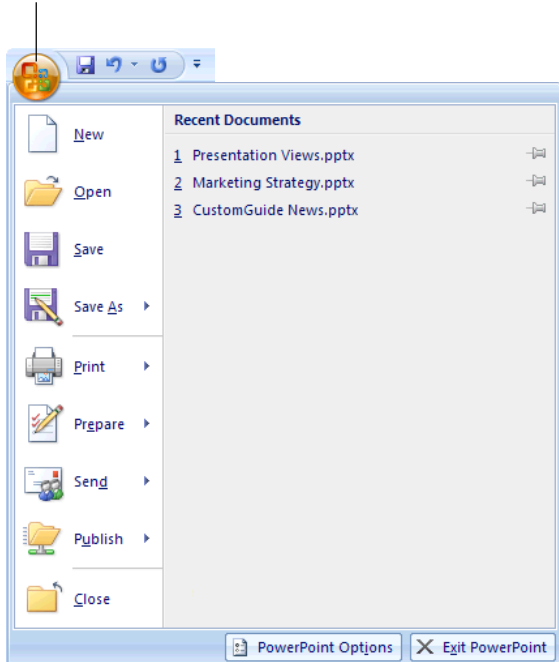 New
Open
Save
Save As
Print
Prepare
Send
Publish
Close
Recent Documents
1 Presentation Views.pptx
2 Marketing Strategy.pptx
3 CustomGuide News.pptx
PowerPoint Options
Exit PowerPoint